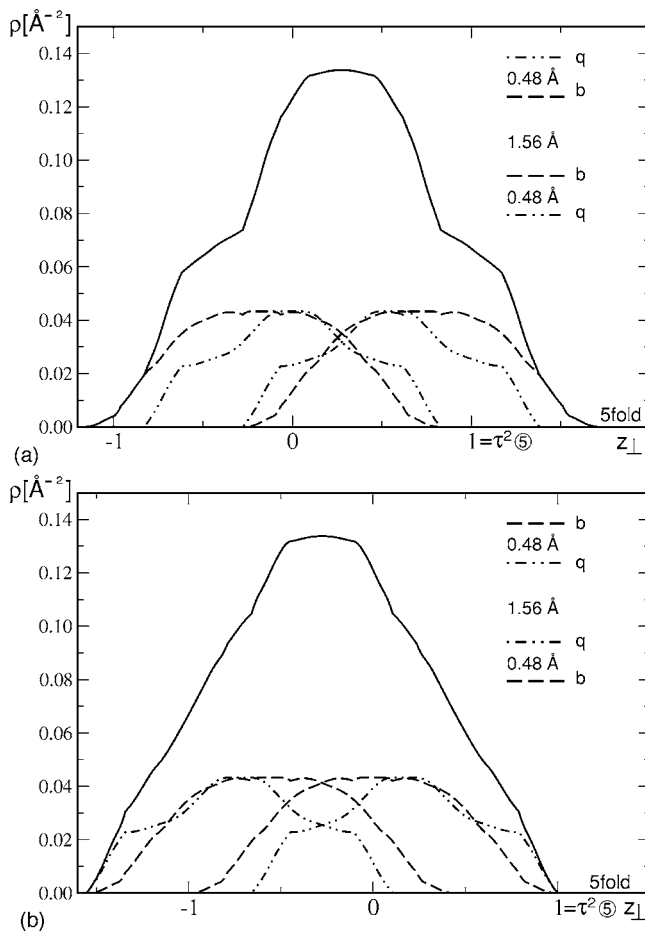 ρ[Å⁻²]
0.14
0.12
0.10
0.08
0.06
0.04
0.02
0.00
q
0.48 Å
b
1.56 Å
b
0.48 Å
q
5fold
-1
0
1=τ²⑤
z⊥
(a)
ρ[Å⁻²]
0.14
0.12
0.10
0.08
0.06
0.04
0.02
0.00
b
0.48 Å
q
1.56 Å
q
0.48 Å
b
5fold
-1
0
1=τ²⑤
z⊥
(b)